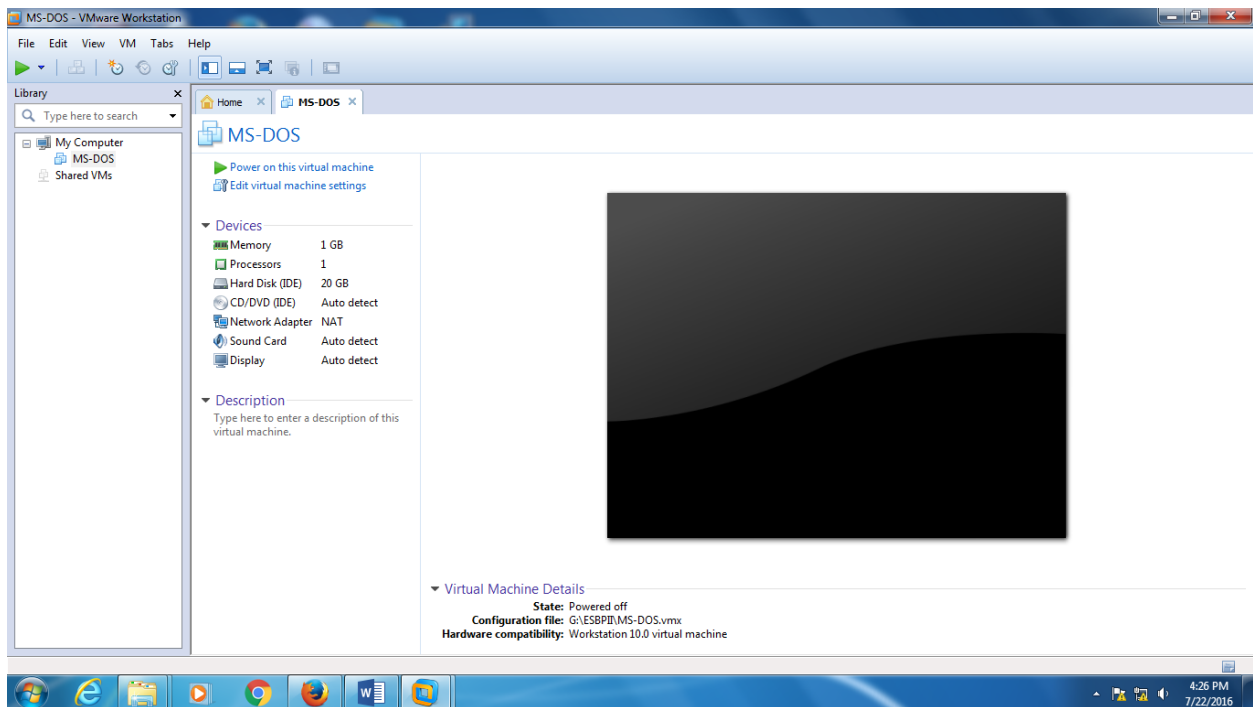 MS-DOS - VMware Workstation
File Edit View VM Tabs Help
Library
Type here to search
My Computer
MS-DOS
Shared VMs
Home
MS-DOS
MS-DOS
Power on this virtual machine
Edit virtual machine settings
Devices
Memory 1 GB
Processors 1
Hard Disk (IDE) 20 GB
CD/DVD (IDE) Auto detect
Network Adapter NAT
Sound Card Auto detect
Display Auto detect
Description
Type here to enter a description of this
virtual machine.
Virtual Machine Details
State: Powered off
Configuration file: G:\ESBPII\MS-DOS.vmx
Hardware compatibility: Workstation 10.0 virtual machine
4:26 PM
7/22/2016